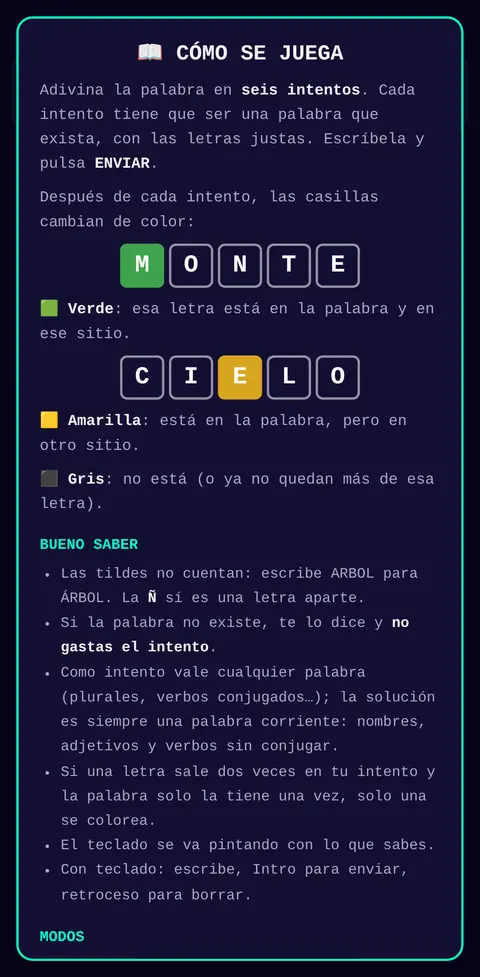 📖 CÓMO SE JUEGA
Adivina la palabra en seis intentos. Cada
intento tiene que ser una palabra que
exista, con las letras justas. Escríbela y
pulsa ENVIAR.
Después de cada intento, las casillas
cambian de color:
M O N T E
🟩 Verde: esa letra está en la palabra y en
ese sitio.
C I E L O
🟨 Amarilla: está en la palabra, pero en
otro sitio.
⬛ Gris: no está (o ya no quedan más de esa
letra).
BUENO SABER
• Las tildes no cuentan: escribe ARBOL para
ÁRBOL. La Ñ sí es una letra aparte.
• Si la palabra no existe, te lo dice y no
gastas el intento.
• Como intento vale cualquier palabra
(plurales, verbos conjugados…); la solución
es siempre una palabra corriente: nombres,
adjetivos y verbos sin conjugar.
• Si una letra sale dos veces en tu intento y
la palabra solo la tiene una vez, solo una
se colorea.
• El teclado se va pintando con lo que sabes.
• Con teclado: escribe, Intro para enviar,
retroceso para borrar.
MODOS